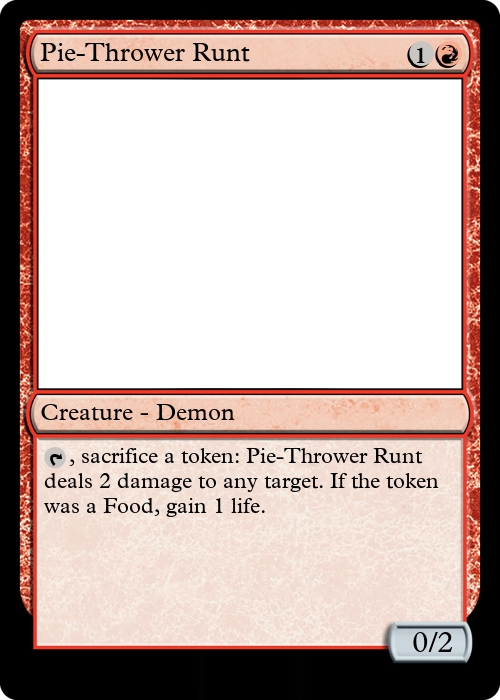 Pie-Thrower Runt 1
Creature - Demon
, sacrifice a token: Pie-Thrower Runt
deals 2 damage to any target. If the token
was a Food, gain 1 life.
0/2